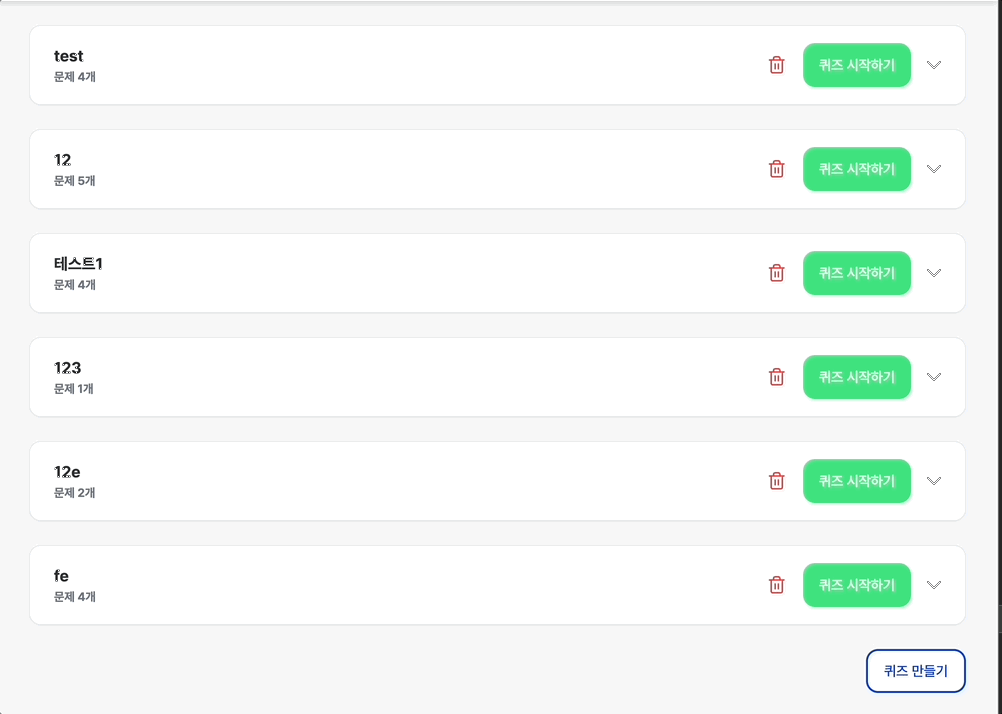 test
문제 4개
퀴즈 시작하기
12
문제 5개
퀴즈 시작하기
테스트1
문제 4개
퀴즈 시작하기
123
문제 1개
퀴즈 시작하기
12e
문제 2개
퀴즈 시작하기
fe
문제 4개
퀴즈 시작하기
퀴즈 만들기